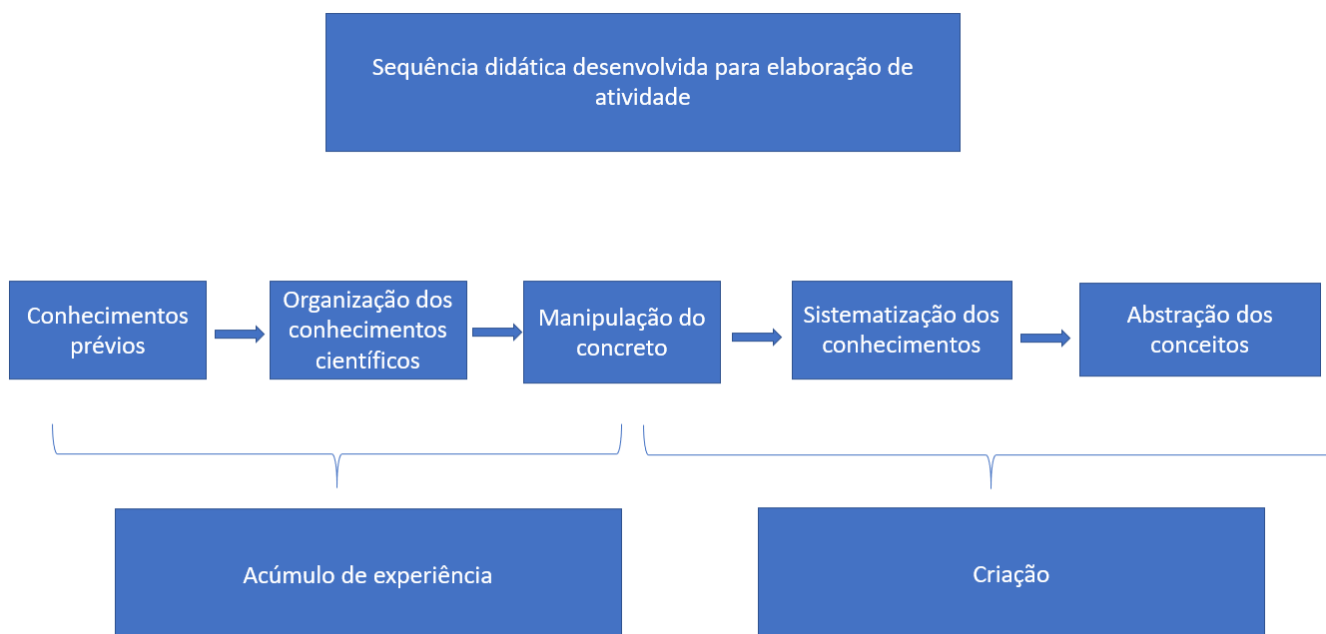 Sequência didática desenvolvida para elaboração de
atividade
Conhecimentos
prévios
Organização dos
conhecimentos
científicos
Manipulação do
concreto
Sistematização dos
conhecimentos
Abstração dos
conceitos
Acúmulo de experiência
Criação